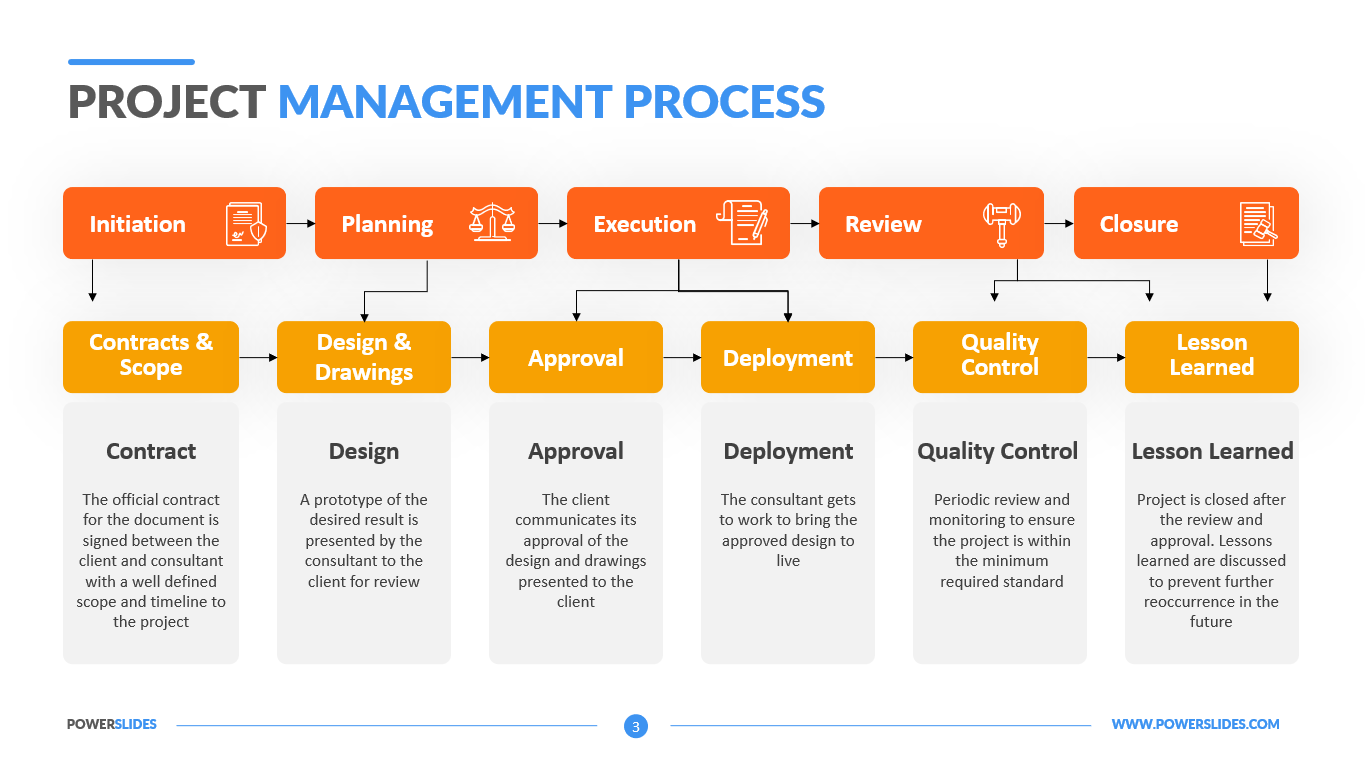 PROJECT MANAGEMENT PROCESS
Initiation
Planning
Execution
Review
Closure
Contracts &
Scope
Design &
Drawings
Approval
Deployment
Quality
Control
Lesson
Learned
Contract
The official contract
for the document is
signed between the
client and consultant
with a well defined
scope and timeline to
the project
Design
A prototype of the
desired result is
presented by the
consultant to the
client for review
Approval
The client
communicates its
approval of the
design and drawings
presented to the
client
Deployment
The consultant gets
to work to bring the
approved design to
live
Quality Control
Periodic review and
monitoring to ensure
the project is within
the minimum
required standard
Lesson Learned
Project is closed after
the review and
approval. Lessons
learned are discussed
to prevent further
reoccurrence in the
future
POWERSLIDES
3
WWW.POWERSLIDES.COM